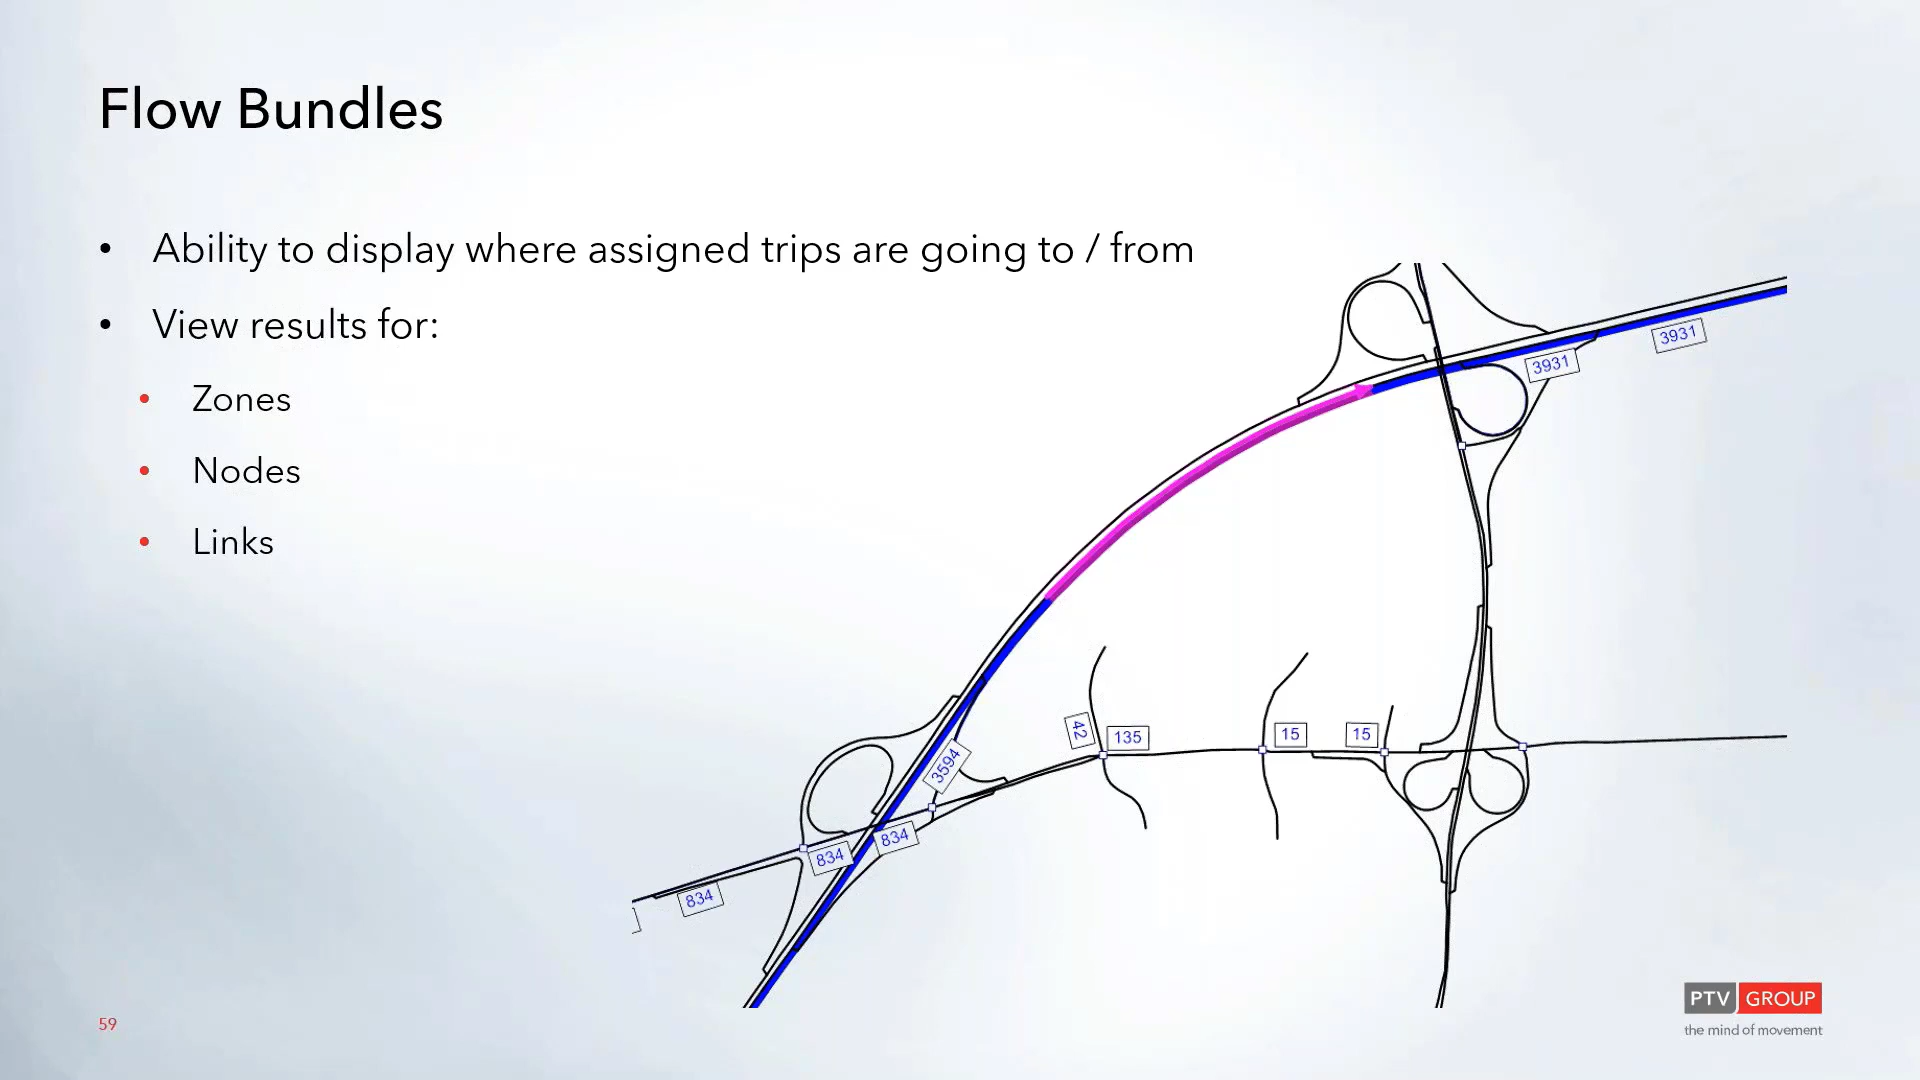 Flow Bundles
• Ability to display where assigned trips are going to / from
• View results for:
• Zones
• Nodes
• Links
3931
3931
42
135
15
15
3594
834
834
834
59
PTV GROUP
the mind of movement